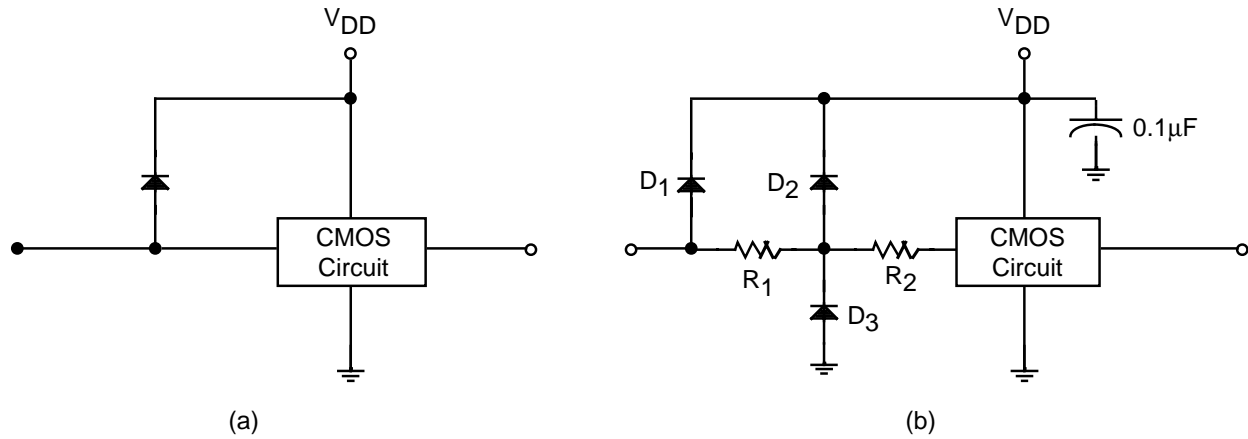 V_DD
CMOS
Circuit
(a)
V_DD
0.1μF
D_1
D_2
CMOS
Circuit
R_1
R_2
D_3
(b)